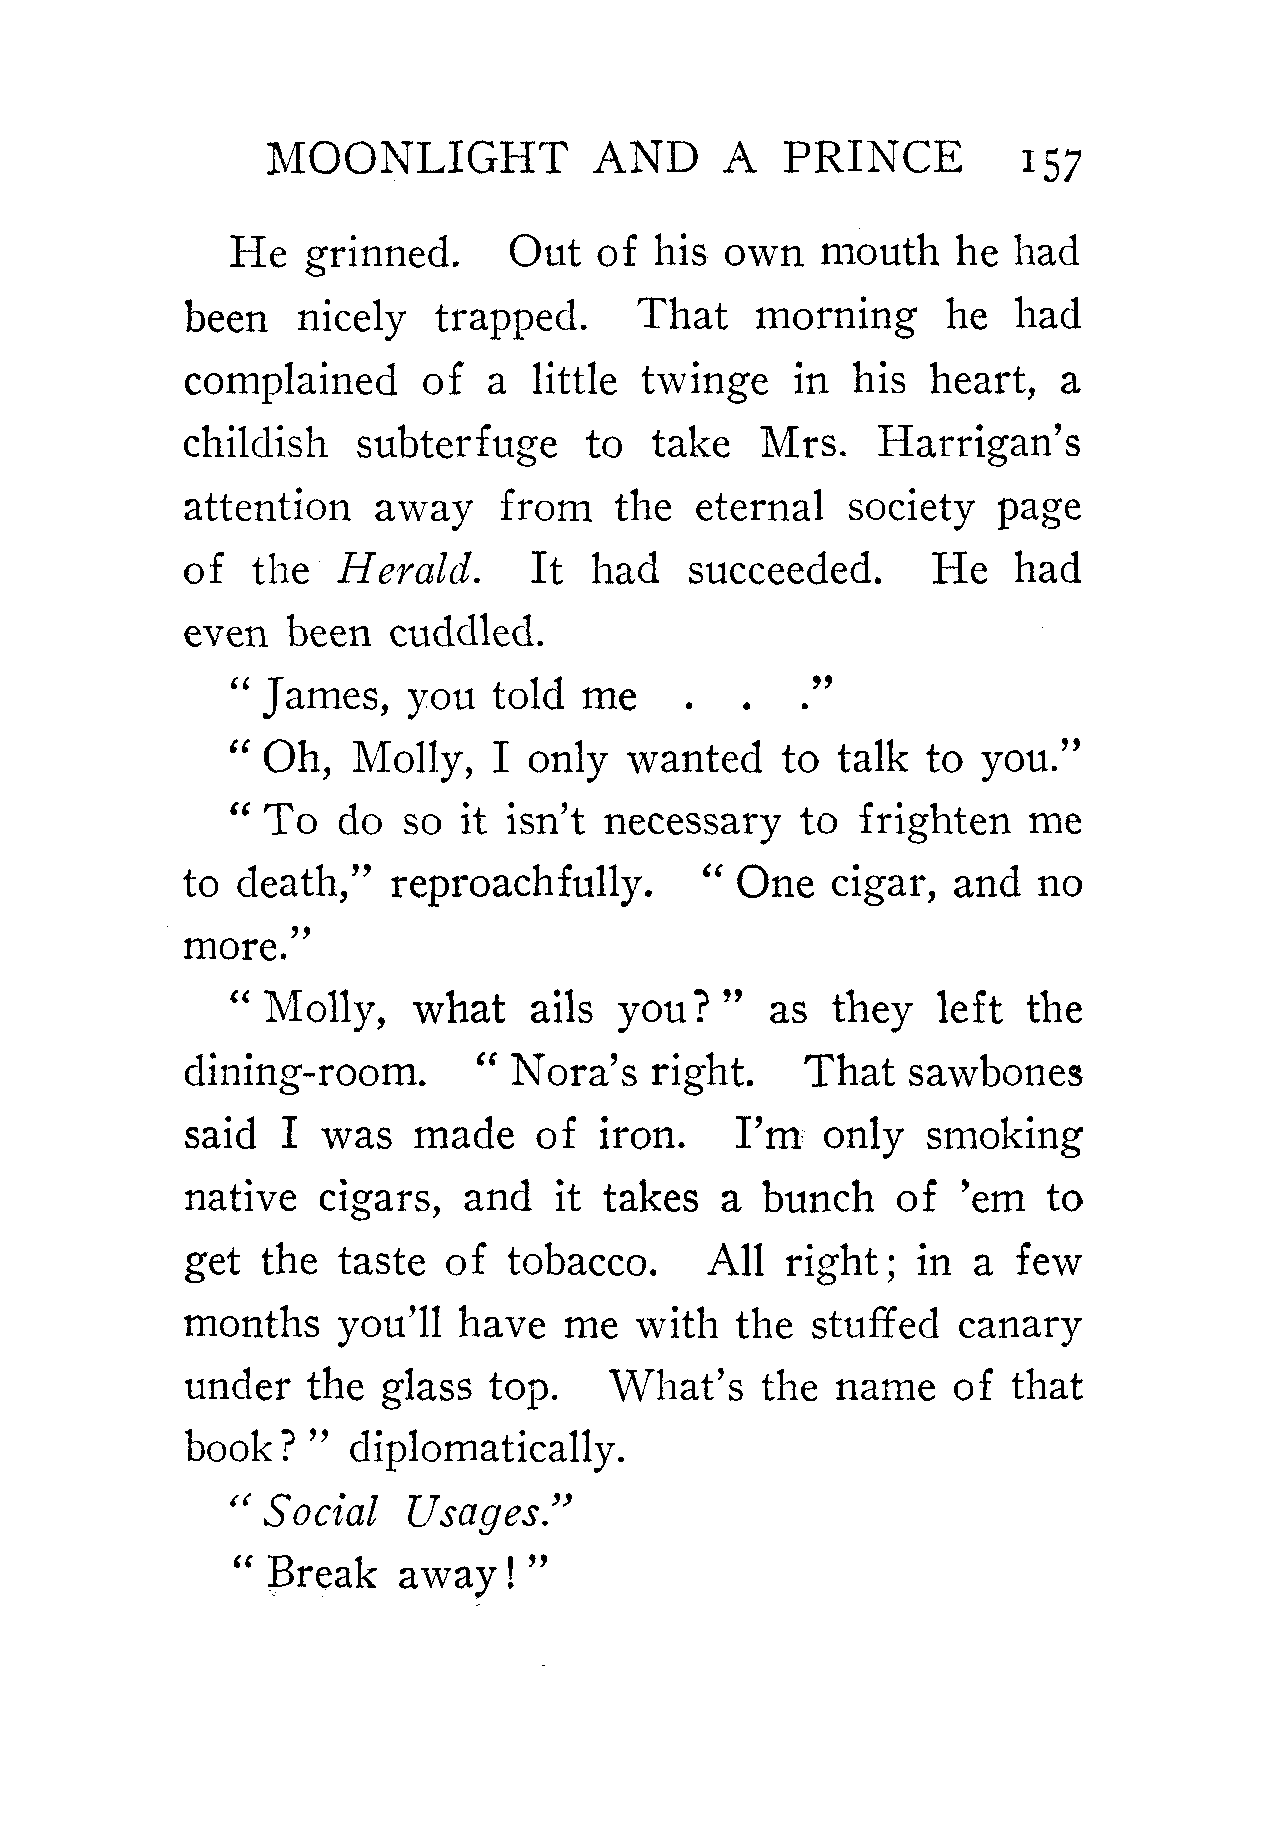 MOONLIGHT AND A PRINCE 157
He grinned. Out of his own mouth he had
been nicely trapped. That morning he had
complained of a little twinge in his heart, a
childish subterfuge to take Mrs. Harrigan's
attention away from the eternal society page
of the Herald. It had succeeded. He had
even been cuddled.
“ James, you told me . . .”
“ Oh, Molly, I only wanted to talk to you.”
“ To do so it isn't necessary to frighten me
to death,” reproachfully. “ One cigar, and no
more.”
“ Molly, what ails you? ” as they left the
dining-room. “ Nora's right. That sawbones
said I was made of iron. I'm only smoking
native cigars, and it takes a bunch of 'em to
get the taste of tobacco. All right; in a few
months you'll have me with the stuffed canary
under the glass top. What's the name of that
book? ” diplomatically.
“ Social Usages.”
“ Break away! ”